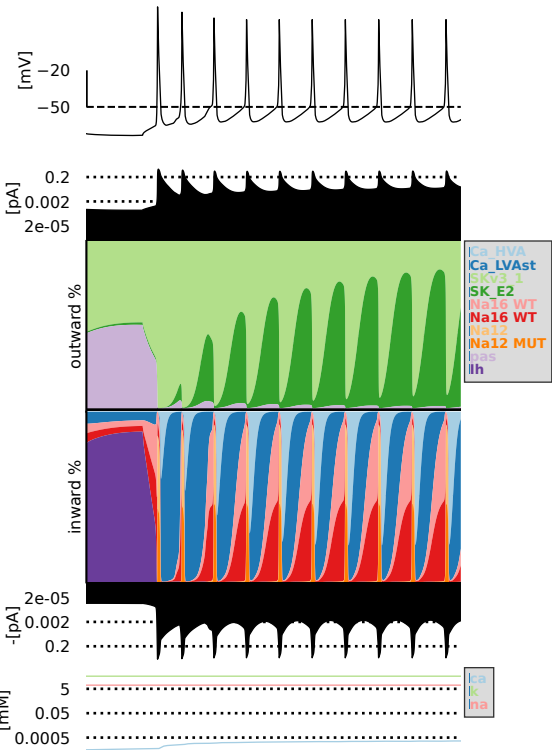 [mV]
−20
−50
[pA]
0.2
0.002
2e-05
outward %
Ca_HVA
Ca_LVAst
SKv3_1
SK_E2
Na16 WT
Na16 WT
Na12
Na12 MUT
pas
Ih
inward %
2e-05
0.002
0.2
-[pA]
ca
k
na
5
0.05
0.0005
[mM]